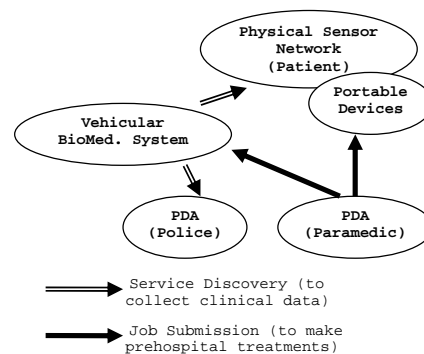 Physical Sensor
Network
(Patient)
Portable
Devices
Vehicular
BioMed. System
PDA
(Police)
PDA
(Paramedic)
Service Discovery (to
collect clinical data)
Job Submission (to make
prehospital treatments)